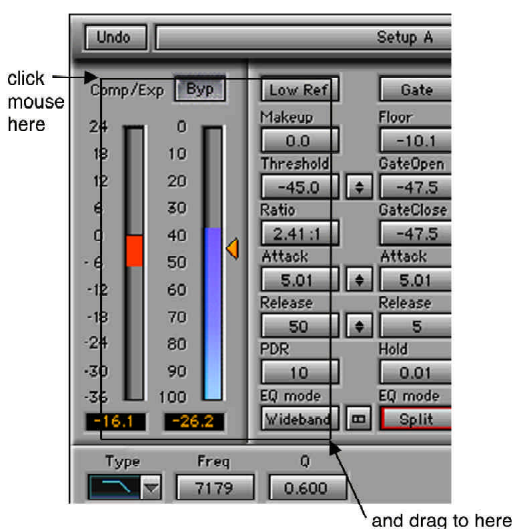 Undo
Setup A
click
mouse
here
Comp/Exp Byp
24 0
18 10
12 20
6 30
0 40
-6 50
-12 60
-18 70
-24 80
-30 90
-36 100
-16.1 -26.2
Low Ref Gate
Makeup Floor
0.0 -10.1
Threshold GateOpen
-45.0 -47.5
Ratio GateClose
2.41:1 -47.5
Attack Attack
5.01 5.01
Release Release
50 5
PDR Hold
10 0.01
EQ mode EQ mode
Wideband Split
Type Freq Q
7179 0.600
and drag to here